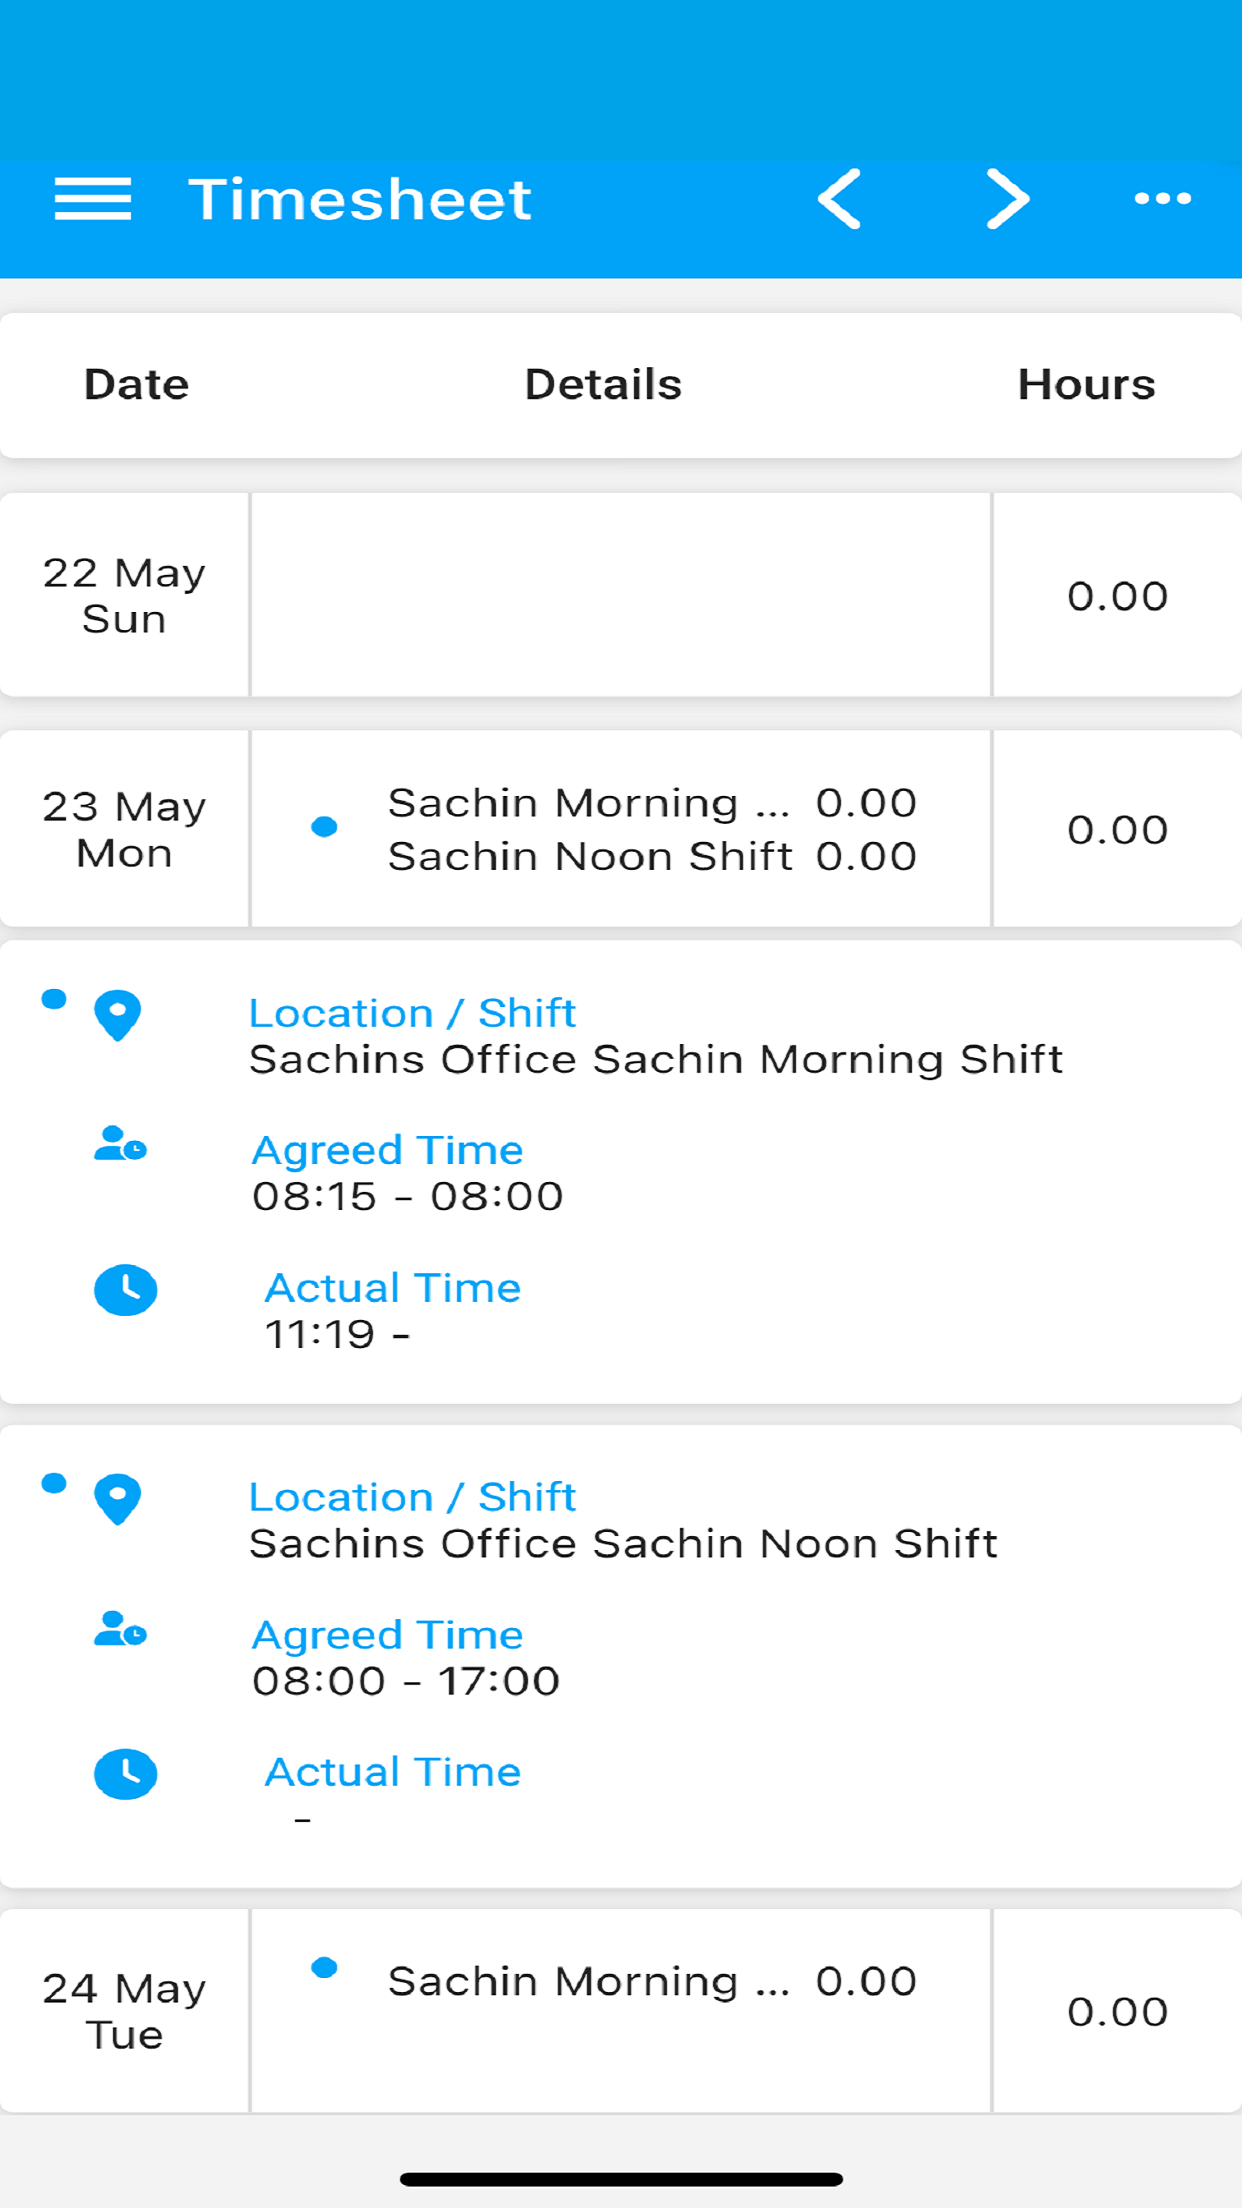 Timesheet
Date Details Hours
22 May
Sun
0.00
23 May
Mon
Sachin Morning ... 0.00
Sachin Noon Shift 0.00
0.00
Location / Shift
Sachins Office Sachin Morning Shift
Agreed Time
08:15 - 08:00
Actual Time
11:19 -
Location / Shift
Sachins Office Sachin Noon Shift
Agreed Time
08:00 - 17:00
Actual Time
-
24 May
Tue
Sachin Morning ... 0.00
0.00